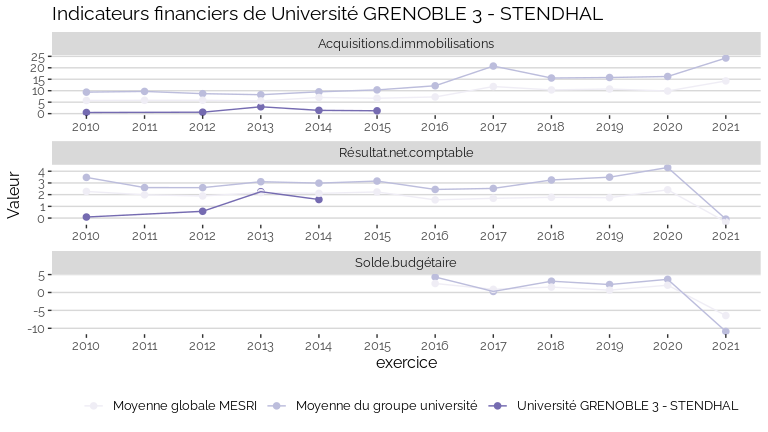 Indicateurs financiers de Université GRENOBLE 3 - STENDHAL
Acquisitions.d.immobilisations
25
20
15
10
5
0
2010 2011 2012 2013 2014 2015 2016 2017 2018 2019 2020 2021
Résultat.net.comptable
4
3
2
1
0
2010 2011 2012 2013 2014 2015 2016 2017 2018 2019 2020 2021
Valeur
Solde.budgétaire
5
0
-5
-10
2010 2011 2012 2013 2014 2015 2016 2017 2018 2019 2020 2021
exercice
Moyenne globale MESRI Moyenne du groupe université Université GRENOBLE 3 - STENDHAL